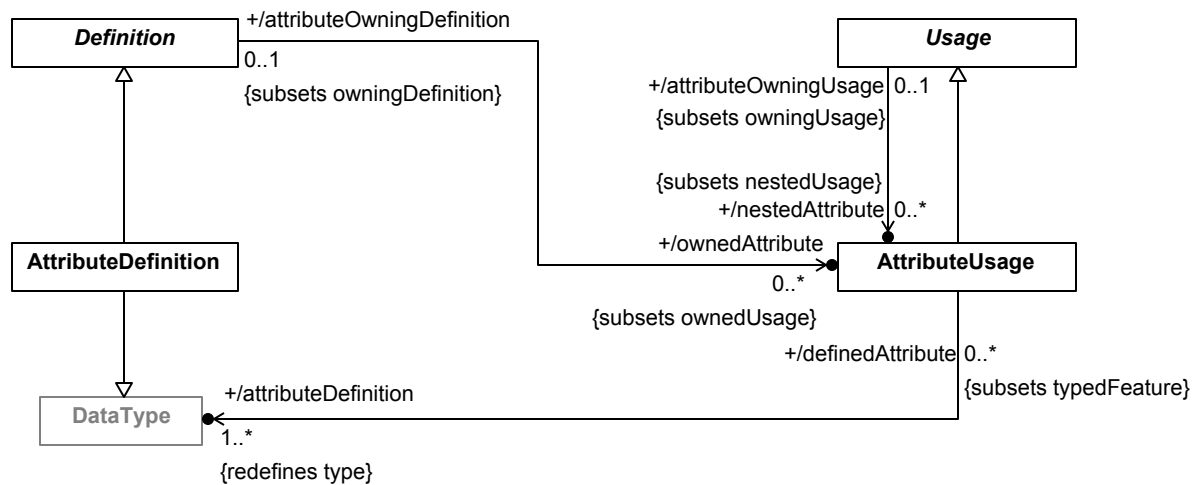 +/attributeOwningDefinition
Definition
Usage
0..1
{subsets owningDefinition}
+/attributeOwningUsage 0..1
{subsets owningUsage}
{subsets nestedUsage}
+/nestedAttribute 0..*
+/ownedAttribute
AttributeDefinition
AttributeUsage
0..*
{subsets ownedUsage}
+/definedAttribute 0..*
{subsets typedFeature}
+/attributeDefinition
DataType
1..*
{redefines type}